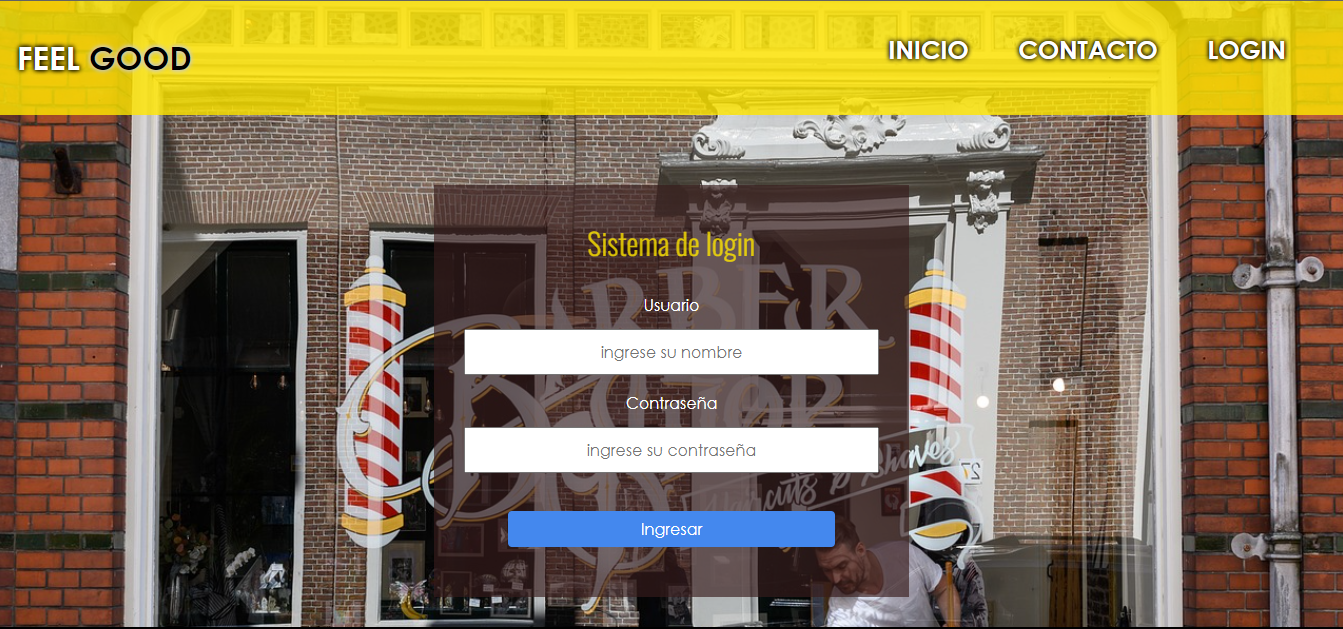 FEEL GOOD
INICIO CONTACTO LOGIN
Sistema de login
BARBER
Usuario
ingrese su nombre
SHOP
Contraseña
ingrese su contraseña
Haircuts & Shaves
27
Ingresar